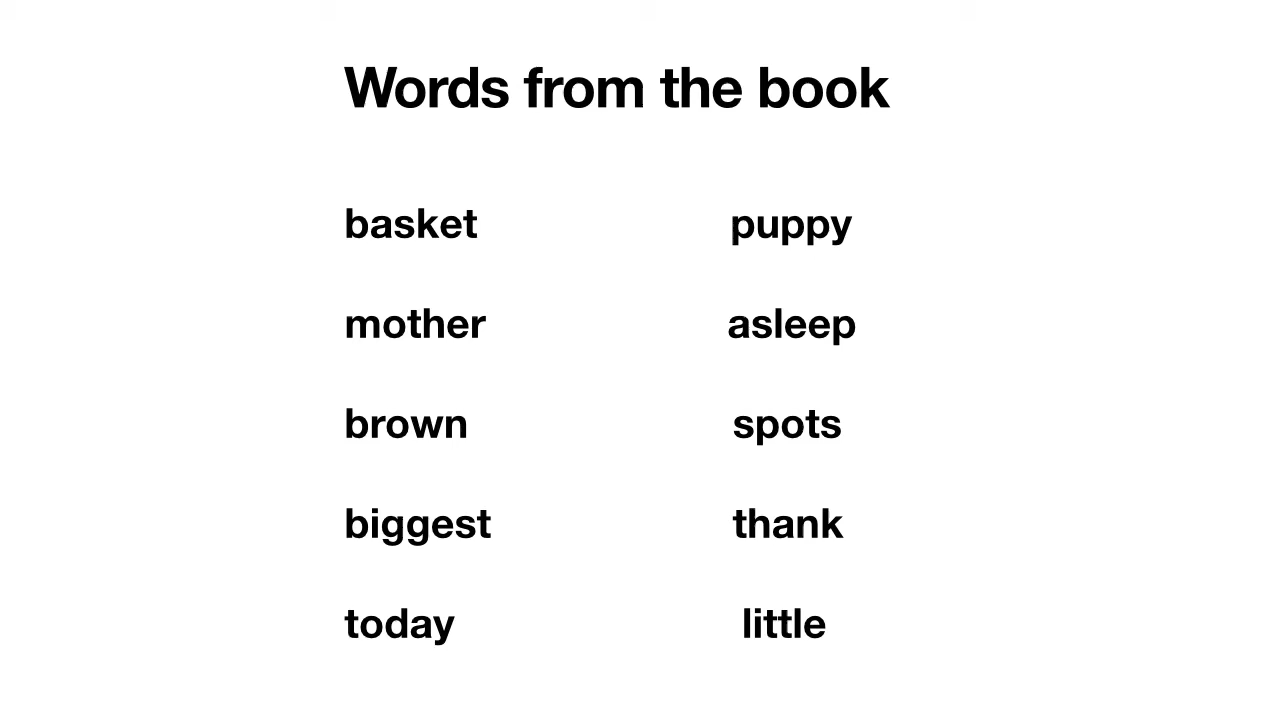 Words from the book
basket puppy
mother asleep
brown spots
biggest thank
today little